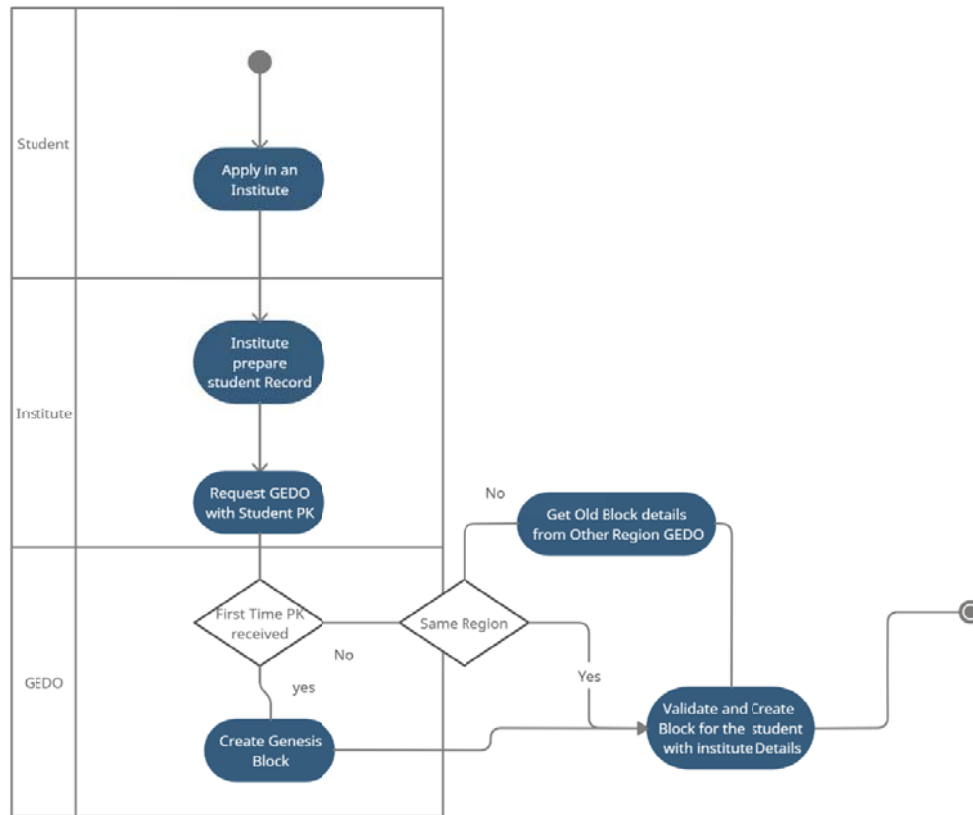 Student
Apply in an
Institute
Institute
Institute
prepare
student Record
Request GEDO
with Student PK
No
Get Old Block details
from Other Region GEDO
GEDO
First Time PK
received
No
Same Region
yes
Yes
Create Genesis
Block
Validate and Create
Block for the student
with institute Details